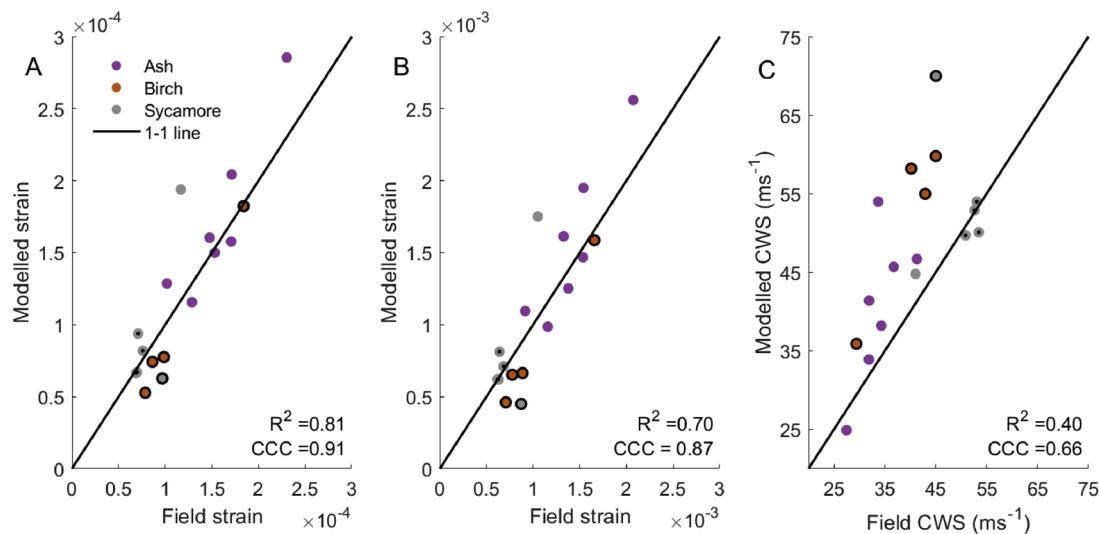 ×10⁻⁴
3
2.5
2
1.5
1
0.5
0
A
Ash
Birch
Sycamore
1-1 line
Modelled strain
R² =0.81
CCC =0.91
0 0.5 1 1.5 2 2.5 3
Field strain
×10⁻⁴
×10⁻³
3
2.5
2
1.5
1
0.5
0
B
Modelled strain
R² =0.70
CCC = 0.87
0 0.5 1 1.5 2 2.5 3
Field strain
×10⁻³
75
65
55
45
35
25
C
Modelled CWS (ms⁻¹)
R² =0.40
CCC =0.66
25 35 45 55 65 75
Field CWS (ms⁻¹)